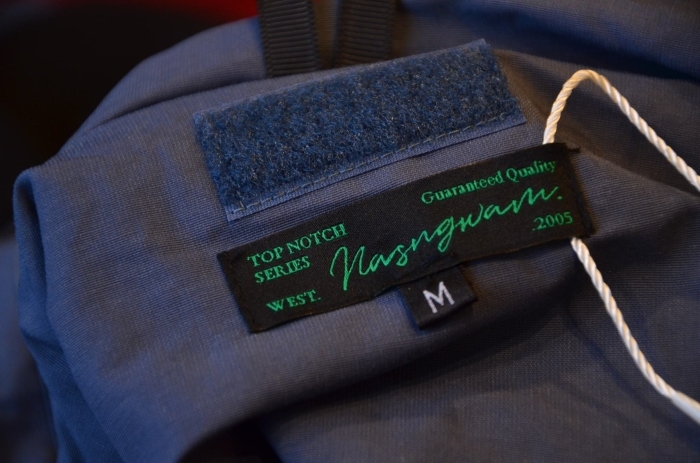 Guaranteed Quality
TOP NOTCH
SERIES
Nasngwam.
.2005
WEST.
M